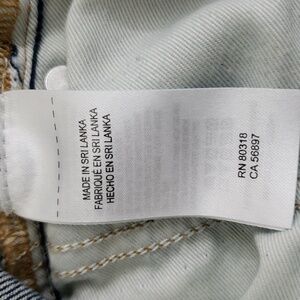 MADE IN SRI LANKA
FABRIQUÉ EN SRI LANKA
HECHO EN SRI LANKA
RN 80318
CA 56897